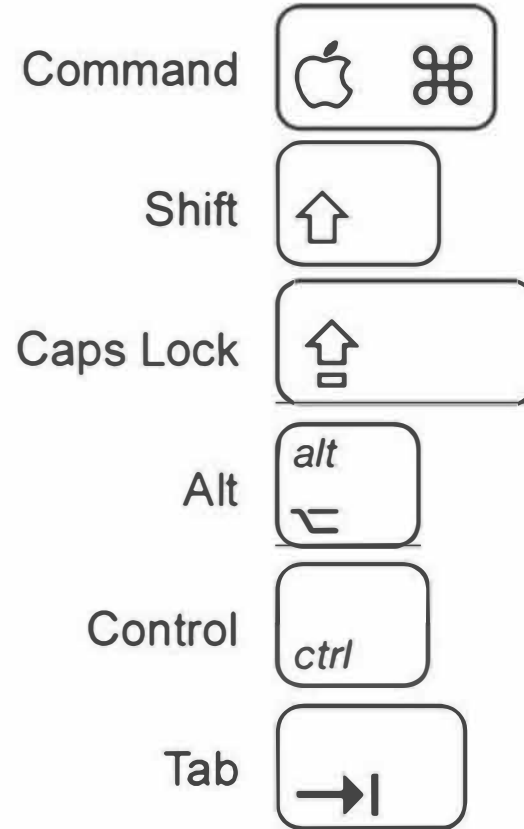 Command
Shift
Caps Lock
alt
Alt
ctrl
Control
Tab